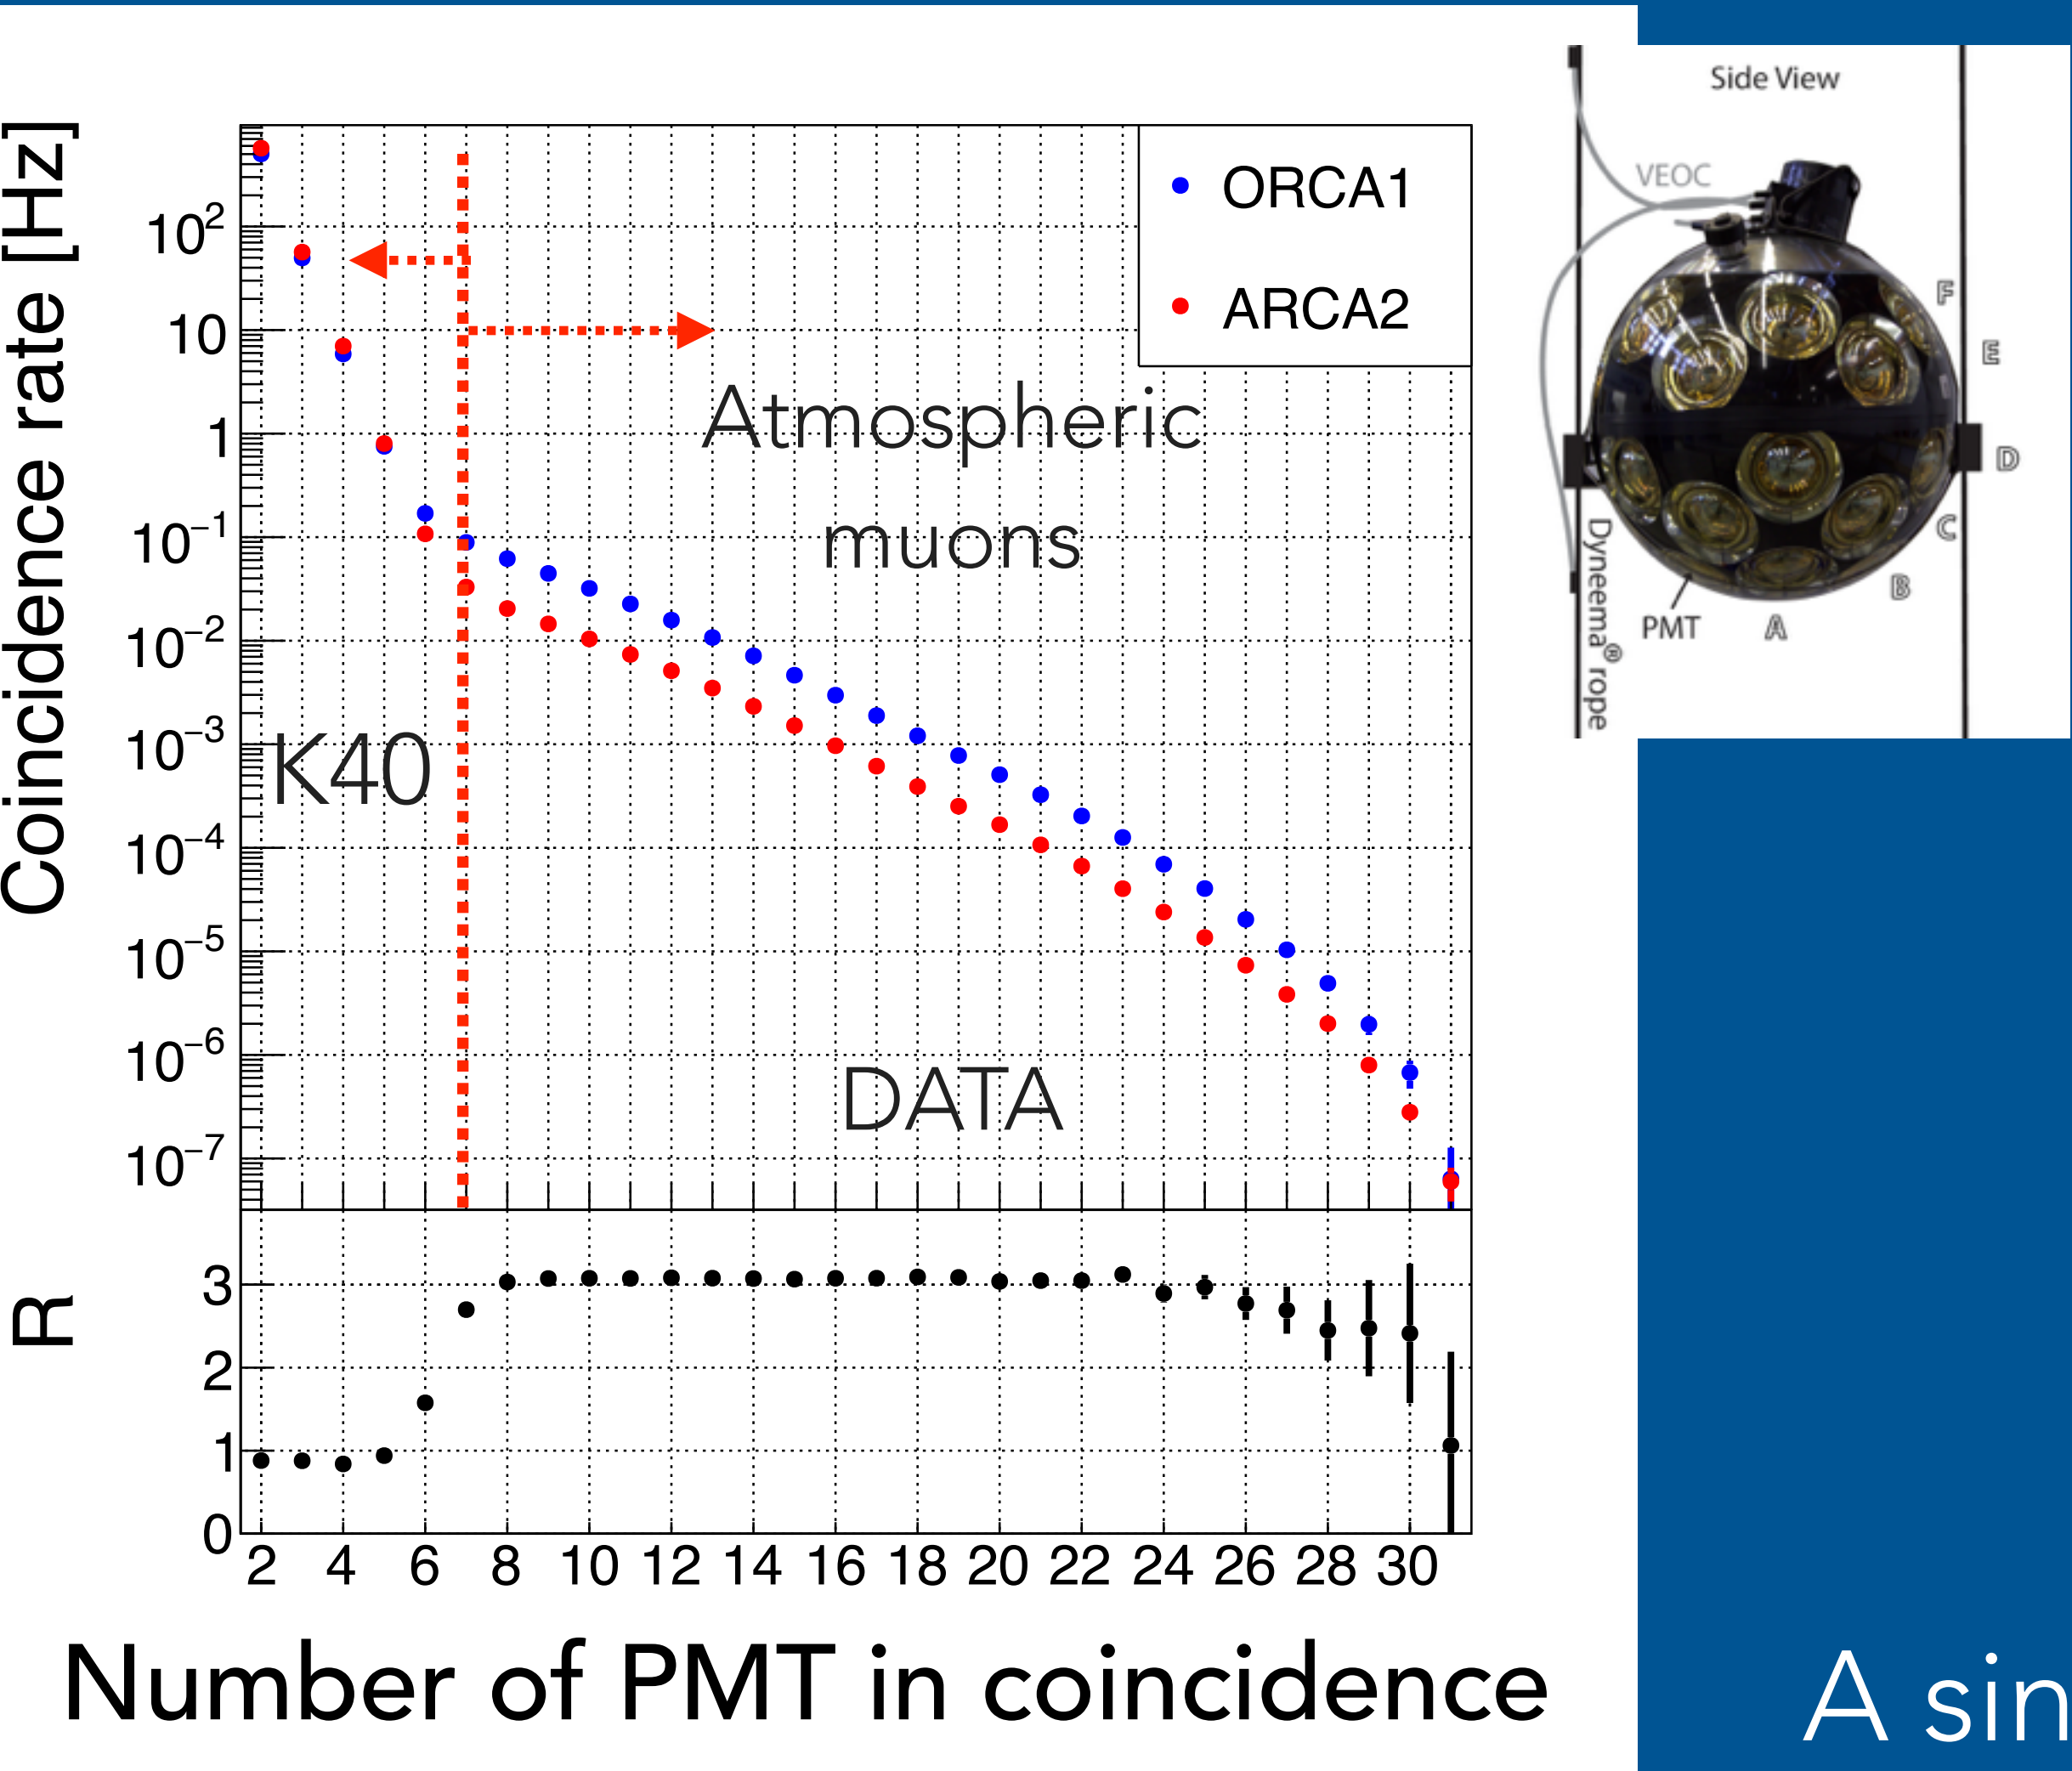 Coincidence rate [Hz]
10²
10
1
10⁻¹
10⁻²
10⁻³
10⁻⁴
10⁻⁵
10⁻⁶
10⁻⁷
ORCA1
ARCA2
Atmospheric
muons
K40
DATA
R
3
2
1
0
2 4 6 8 10 12 14 16 18 20 22 24 26 28 30
Number of PMT in coincidence
Side View
VEOC
F
E
D
C
B
A
PMT
Dyneema® rope
A sin